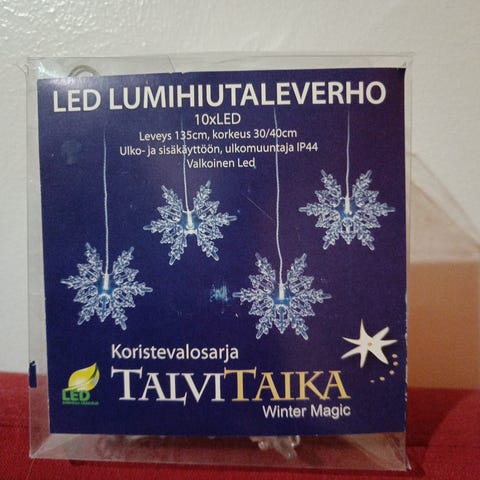 LED LUMIHIUTALEVERHO
10xLED
Leveys 135cm, korkeus 30/40cm
Ulko- ja sisäkäyttöön, ulkomuuntaja IP44
Valkoinen Led
Koristevalosarja
TALVITAIKA
Winter Magic
LED